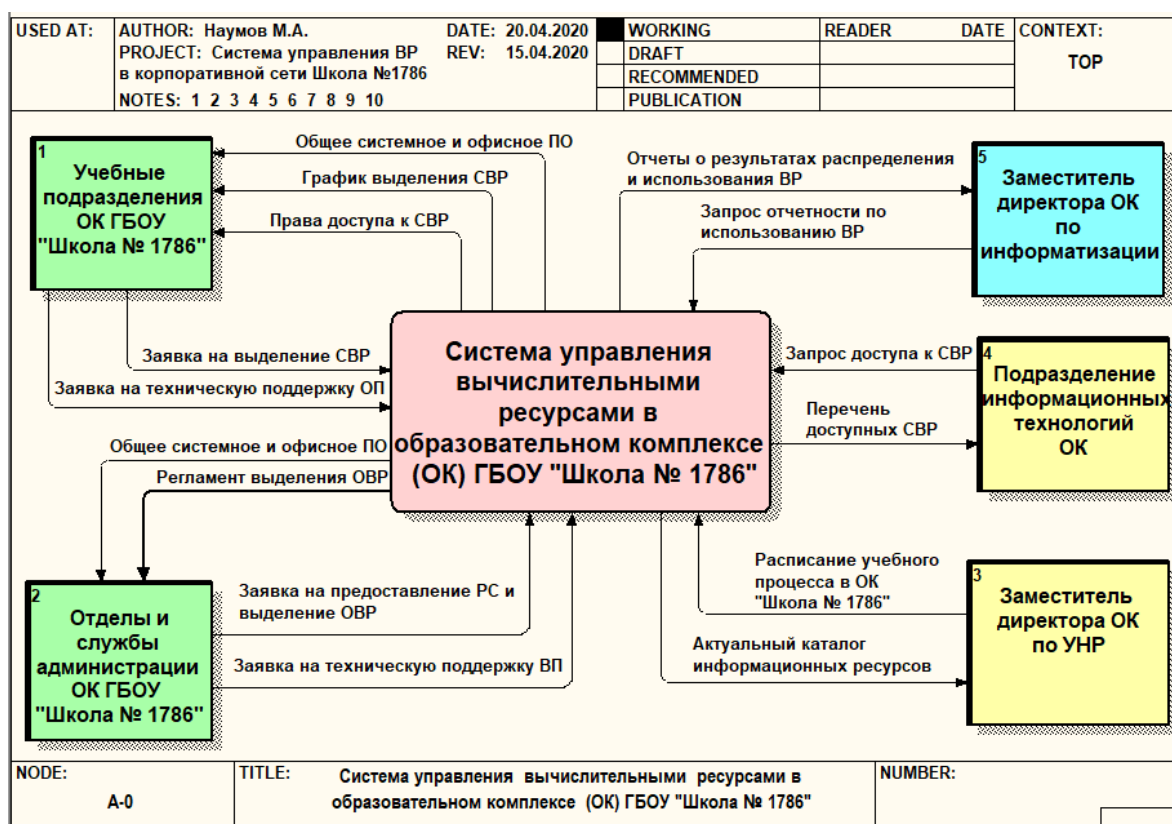 USED AT:
AUTHOR: Наумов М.А.
DATE: 20.04.2020
PROJECT: Система управления ВР
REV: 15.04.2020
в корпоративной сети Школа №1786
NOTES: 1 2 3 4 5 6 7 8 9 10
WORKING
DRAFT
RECOMMENDED
PUBLICATION
READER
DATE
CONTEXT:
TOP
1
Учебные
подразделения
ОК ГБОУ
"Школа № 1786"
Общее системное и офисное ПО
График выделения СВР
Права доступа к СВР
Отчеты о результатах распределения
и использования ВР
Запрос отчетности по
использованию ВР
5
Заместитель
директора ОК
по
информатизации
Заявка на выделение СВР
Заявка на техническую поддержку ОП
Система управления
вычислительными
ресурсами в
образовательном комплексе
(ОК) ГБОУ "Школа № 1786"
Запрос доступа к СВР
Перечень
доступных СВР
4
Подразделение
информационных
технологий
ОК
Общее системное и офисное ПО
Регламент выделения ОВР
2
Отделы и
службы
администрации
ОК ГБОУ
"Школа № 1786"
Заявка на предоставление РС и
выделение ОВР
Заявка на техническую поддержку ВП
Расписание учебного
процесса в ОК
"Школа № 1786"
Актуальный каталог
информационных ресурсов
3
Заместитель
директора ОК
по УНР
NODE:
A-0
TITLE:
Система управления вычислительными ресурсами в
образовательном комплексе (ОК) ГБОУ "Школа № 1786"
NUMBER: